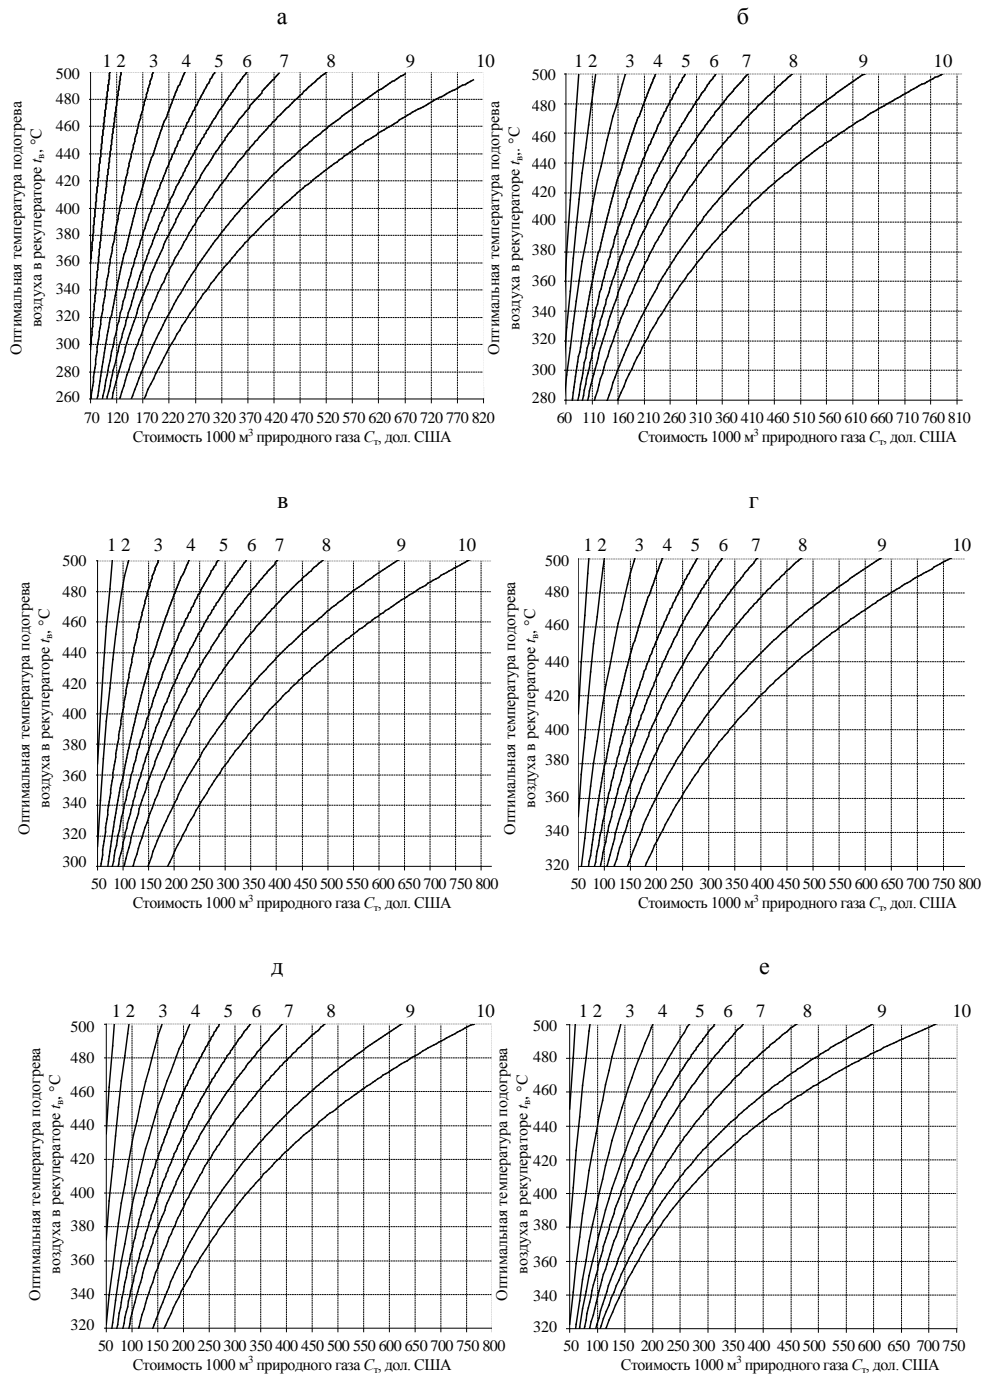 а
1 2 3 4 5 6 7 8 9 10
Оптимальная температура подогрева
воздуха в рекуператоре tв, °С
500
480
460
440
420
400
380
360
340
320
300
280
260
70 120 170 220 270 320 370 420 470 520 570 620 670 720 770 820
Стоимость 1000 м³ природного газа Cт, дол. США
б
1 2 3 4 5 6 7 8 9 10
Оптимальная температура подогрева
воздуха в рекуператоре tв,. °С
500
480
460
440
420
400
380
360
340
320
300
280
60 110 160 210 260 310 360 410 460 510 560 610 660 710 760 810
Стоимость 1000 м³ природного газа Cт, дол. США
в
1 2 3 4 5 6 7 8 9 10
Оптимальная температура подогрева
воздуха в рекуператоре tв, °С
500
480
460
440
420
400
380
360
340
320
300
50 100 150 200 250 300 350 400 450 500 550 600 650 700 750 800
Стоимость 1000 м³ природного газа Cт, дол. США
г
1 2 3 4 5 6 7 8 9 10
Оптимальная температура подогрева
воздуха в рекуператоре tв, °С
500
480
460
440
420
400
380
360
340
320
50 100 150 200 250 300 350 400 450 500 550 600 650 700 750 800
Стоимость 1000 м³ природного газа Cт, дол. США
д
1 2 3 4 5 6 7 8 9 10
Оптимальная температура подогрева
воздуха в рекуператоре tв, °С
500
480
460
440
420
400
380
360
340
320
50 100 150 200 250 300 350 400 450 500 550 600 650 700 750 800
Стоимость 1000 м³ природного газа Cт, дол. США
е
1 2 3 4 5 6 7 8 9 10
Оптимальная температура подогрева
воздуха в рекуператоре tв, °С
500
480
460
440
420
400
380
360
340
320
50 100 150 200 250 300 350 400 450 500 550 600 650 700 750
Стоимость 1000 м³ природного газа Cт, дол. США